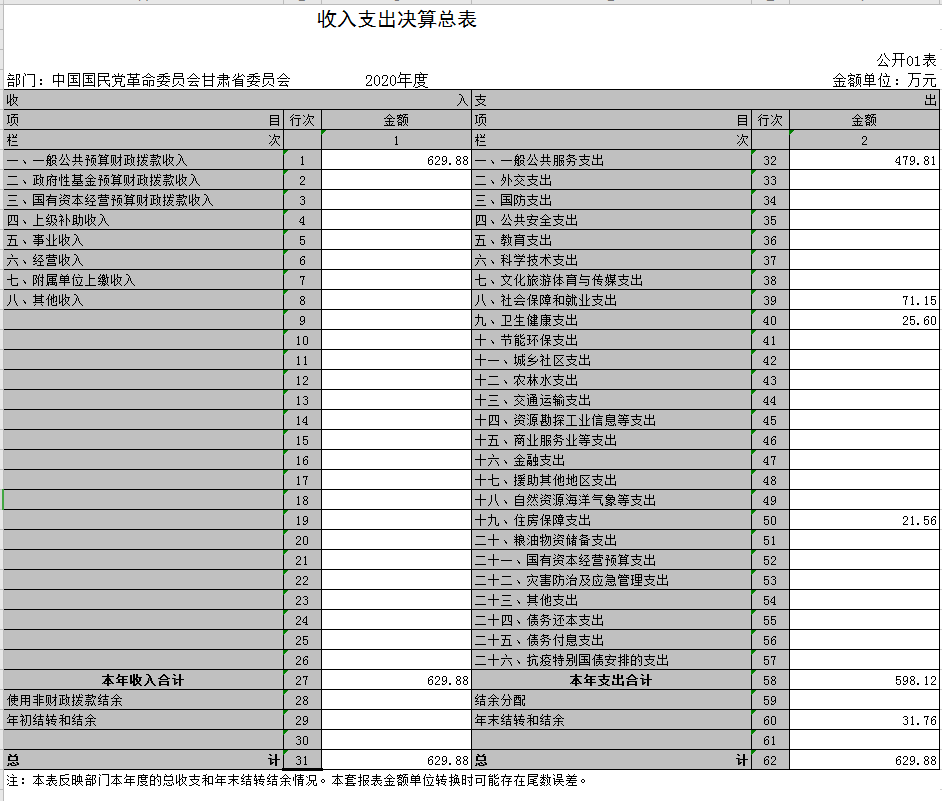 收入支出决算总表
公开01表
部门：中国国民党革命委员会甘肃省委员会 2020年度 金额单位：万元
收 入 支 出
项 目 行次 金额 项 目 行次 金额
栏 次 1 栏 次 2
一、一般公共预算财政拨款收入 1 629.88 一、一般公共服务支出 32 479.81
二、政府性基金预算财政拨款收入 2 二、外交支出 33
三、国有资本经营预算财政拨款收入 3 三、国防支出 34
四、上级补助收入 4 四、公共安全支出 35
五、事业收入 5 五、教育支出 36
六、经营收入 6 六、科学技术支出 37
七、附属单位上缴收入 7 七、文化旅游体育与传媒支出 38
八、其他收入 8 八、社会保障和就业支出 39 71.15
9 九、卫生健康支出 40 25.60
10 十、节能环保支出 41
11 十一、城乡社区支出 42
12 十二、农林水支出 43
13 十三、交通运输支出 44
14 十四、资源勘探工业信息等支出 45
15 十五、商业服务业等支出 46
16 十六、金融支出 47
17 十七、援助其他地区支出 48
18 十八、自然资源海洋气象等支出 49
19 十九、住房保障支出 50 21.56
20 二十、粮油物资储备支出 51
21 二十一、国有资本经营预算支出 52
22 二十二、灾害防治及应急管理支出 53
23 二十三、其他支出 54
24 二十四、债务还本支出 55
25 二十五、债务付息支出 56
26 二十六、抗疫特别国债安排的支出 57
本年收入合计 27 629.88 本年支出合计 58 598.12
使用非财政拨款结余 28 结余分配 59
年初结转和结余 29 年末结转和结余 60 31.76
30 61
总 计 31 629.88 总 计 62 629.88
注：本表反映部门本年度的总收支和年末结转结余情况。本套报表金额单位转换时可能存在尾数误差。